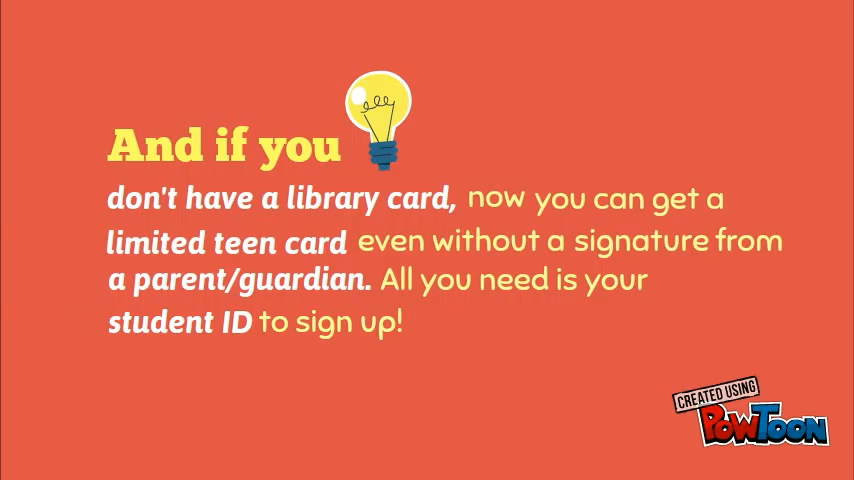 And if you
don't have a library card, now you can get a
limited teen card even without a signature from
a parent/guardian. All you need is your
student ID to sign up!
CREATED USING
POWTOON